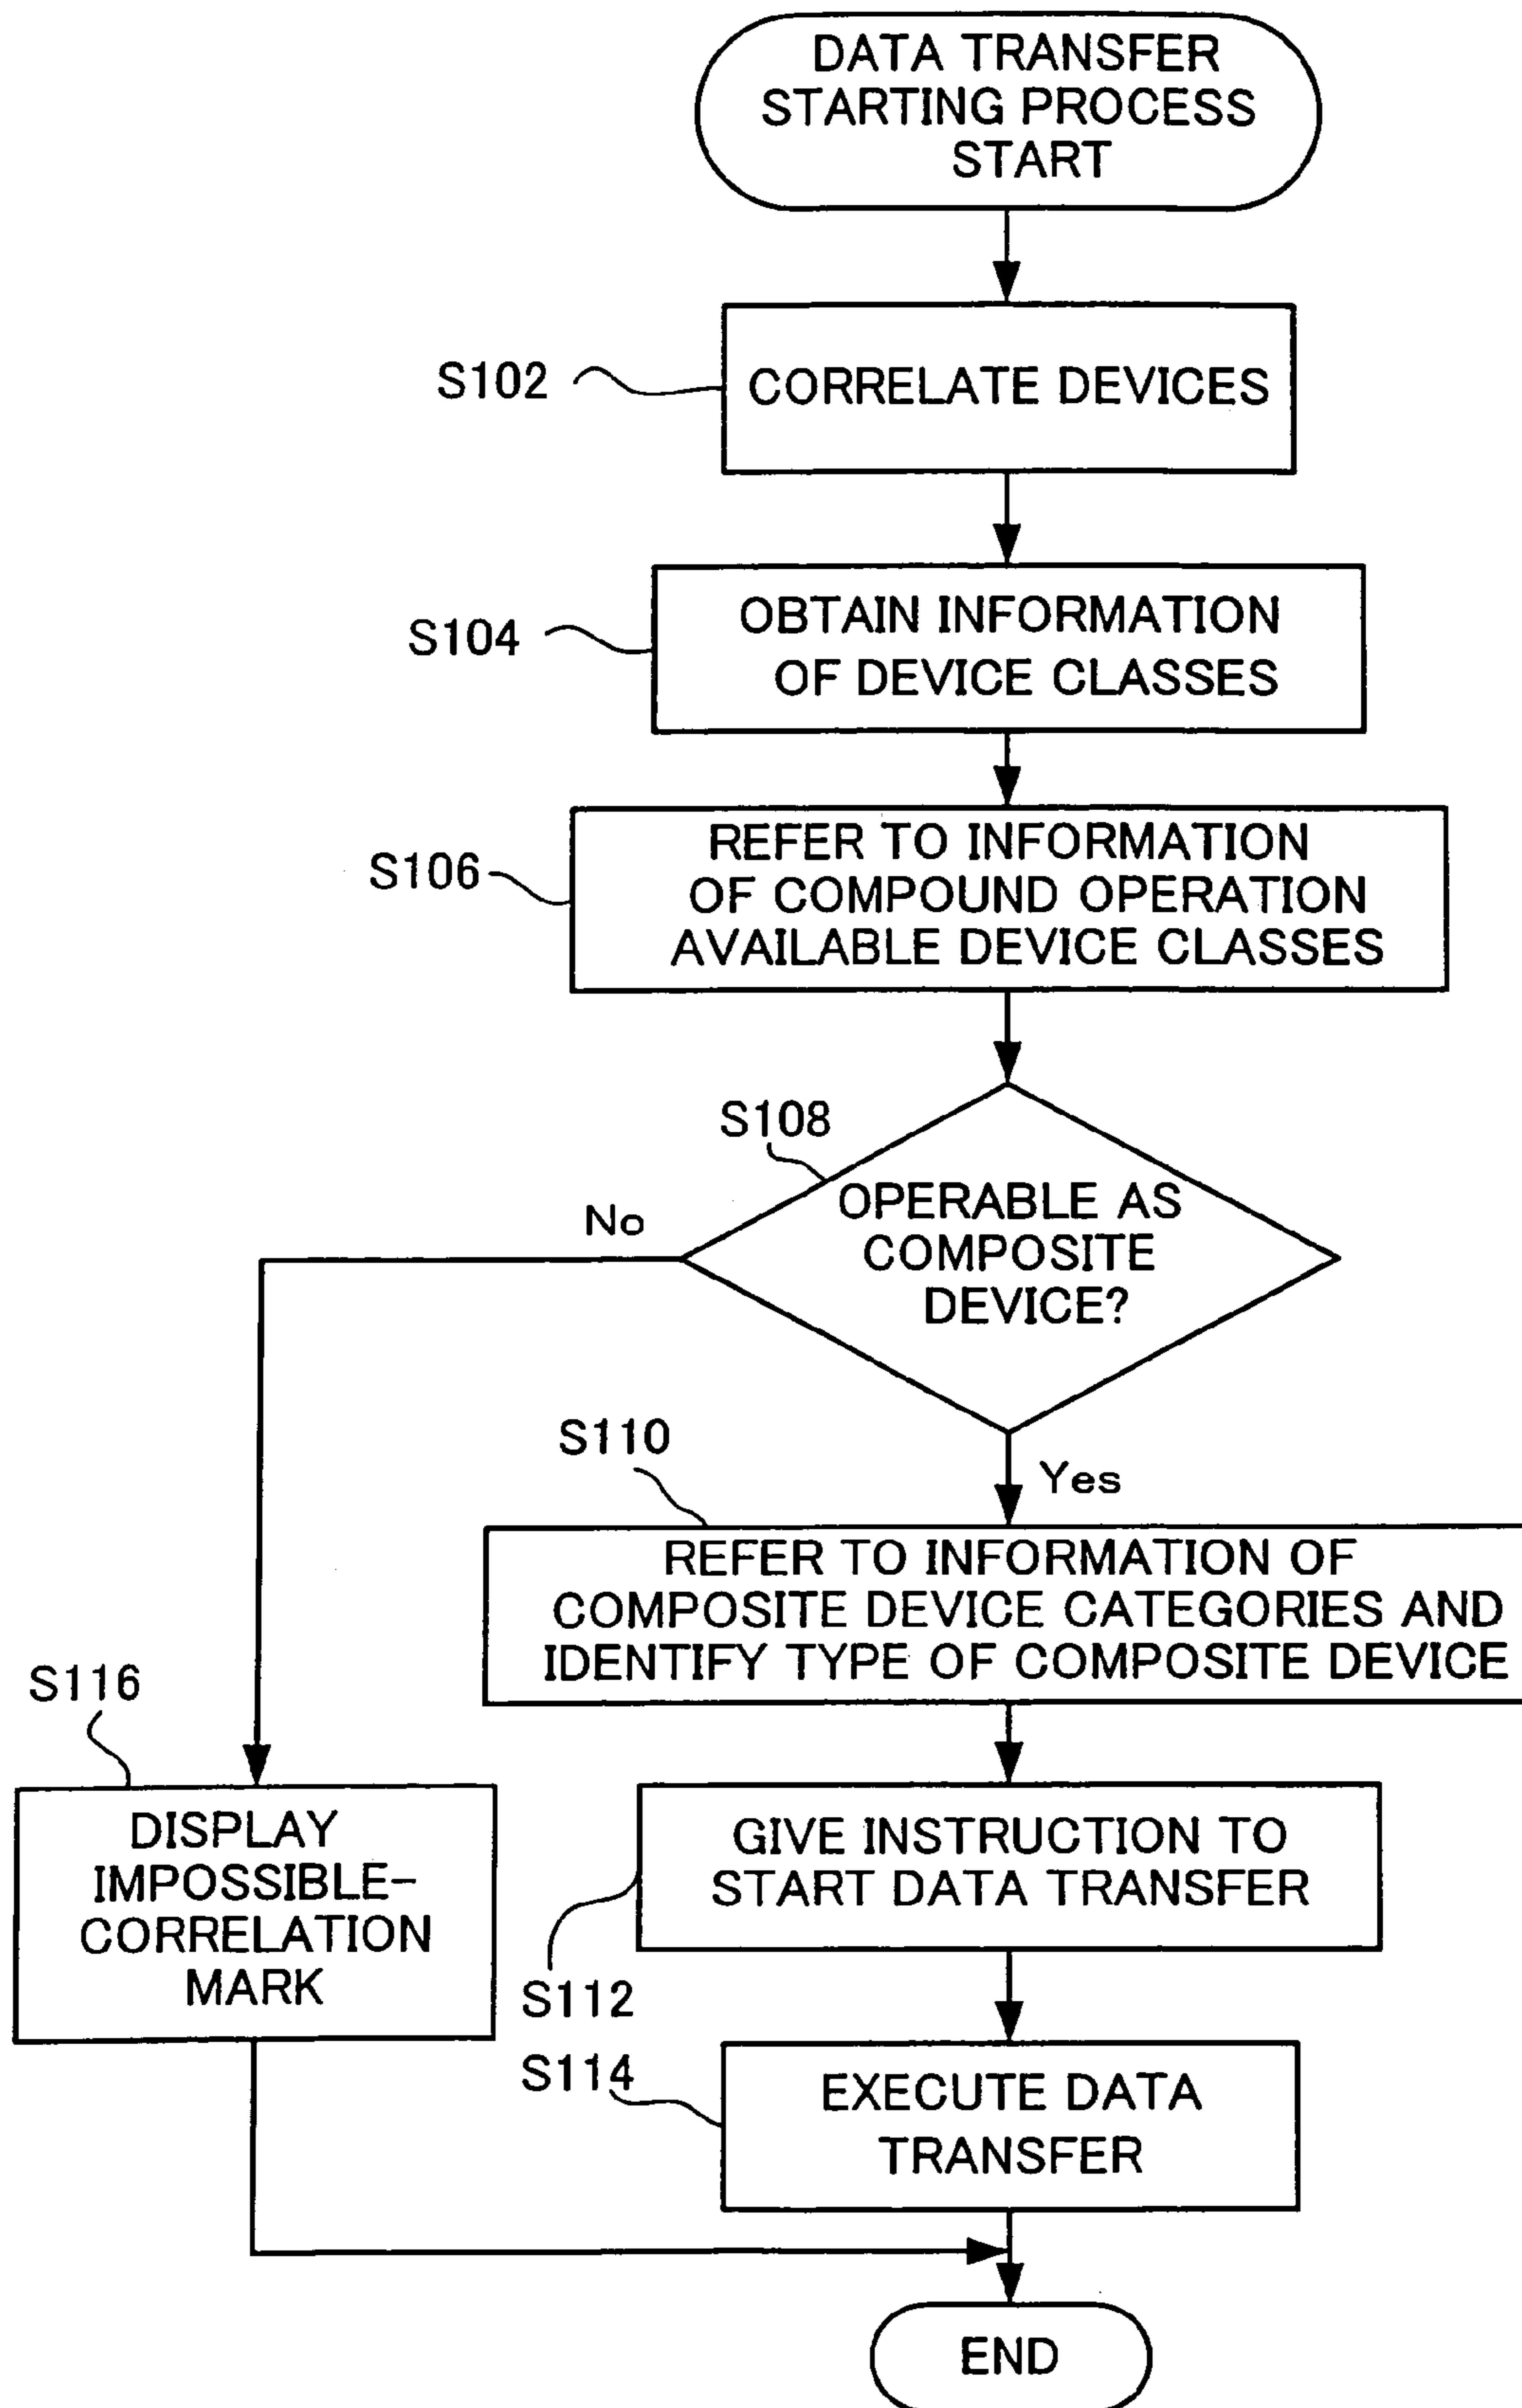 DATA TRANSFER
STARTING PROCESS
START
S102
CORRELATE DEVICES
S104
OBTAIN INFORMATION
OF DEVICE CLASSES
S106
REFER TO INFORMATION
OF COMPOUND OPERATION
AVAILABLE DEVICE CLASSES
S108
OPERABLE AS
COMPOSITE
DEVICE?
No
Yes
S110
REFER TO INFORMATION OF
COMPOSITE DEVICE CATEGORIES AND
IDENTIFY TYPE OF COMPOSITE DEVICE
S116
DISPLAY
IMPOSSIBLE-
CORRELATION
MARK
S112
GIVE INSTRUCTION TO
START DATA TRANSFER
S114
EXECUTE DATA
TRANSFER
END